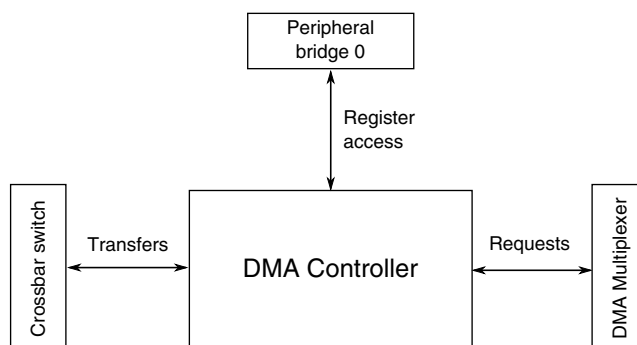 Peripheral
bridge 0
Register
access
Crossbar switch
Transfers
DMA Controller
Requests
DMA Multiplexer